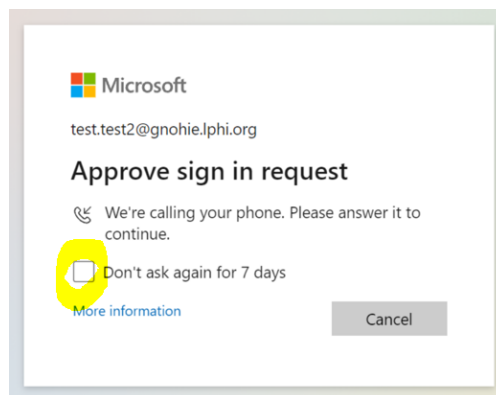 Microsoft
test.test2@gnohie.lphi.org
Approve sign in request
We're calling your phone. Please answer it to
continue.
Don't ask again for 7 days
More information
Cancel